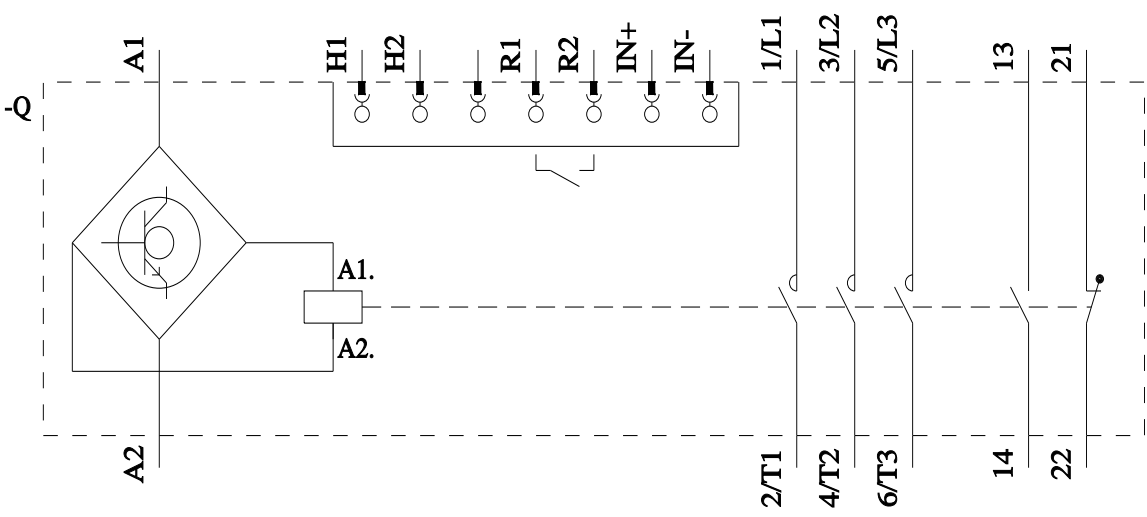 A1
H1
H2
R1
R2
IN+
IN-
1/L1
3/L2
5/L3
13
21
-Q
A1.
A2.
A2
2/T1
4/T2
6/T3
14
22